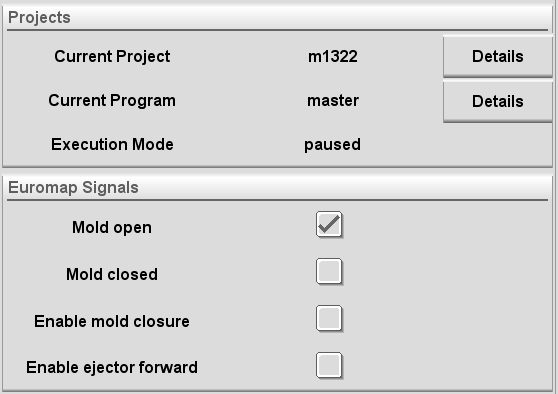 Projects
Current Project m1322 Details
Current Program master Details
Execution Mode paused
Euromap Signals
Mold open
Mold closed
Enable mold closure
Enable ejector forward